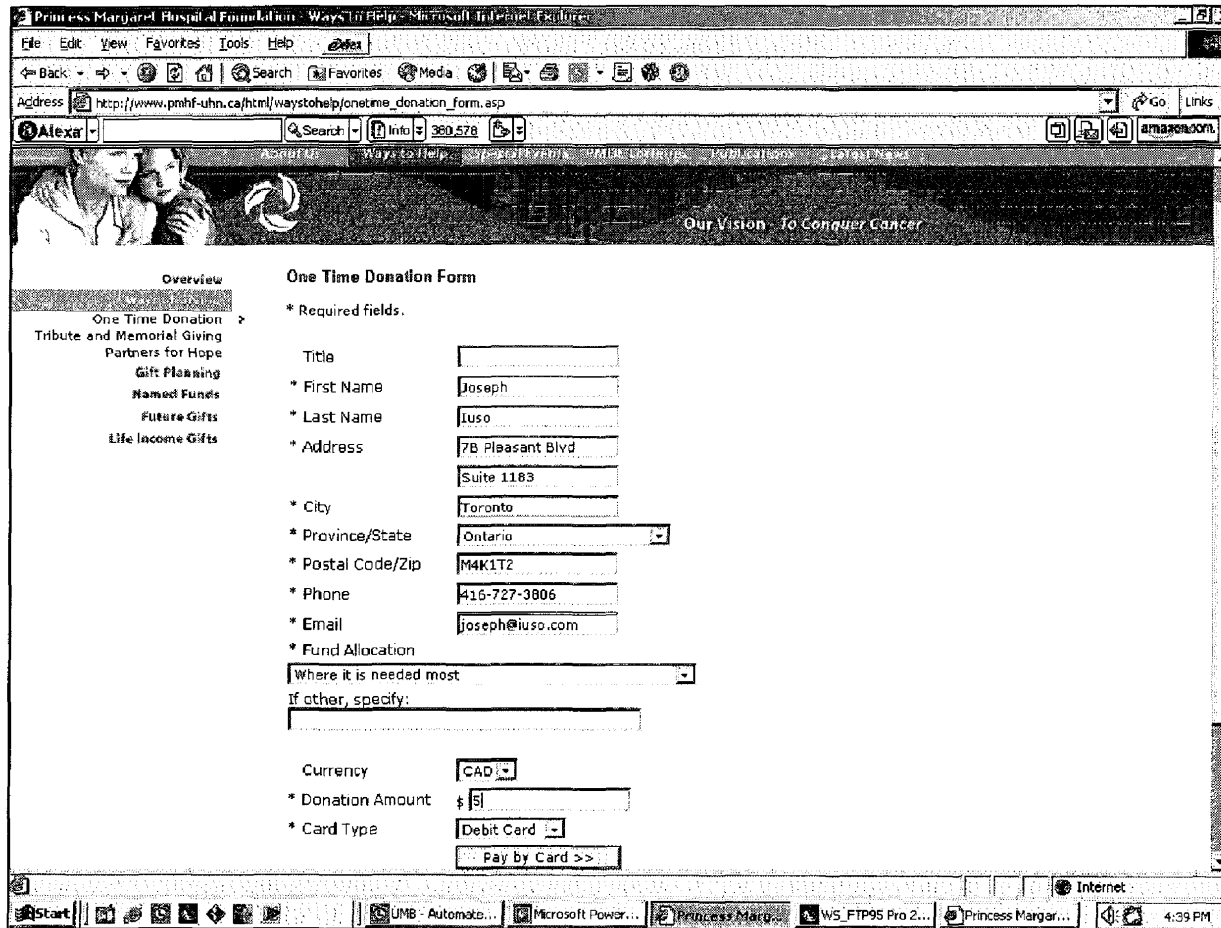 Princess Margaret Hospital Foundation - Ways To Help - Microsoft Internet Explorer
File Edit View Favorites Tools Help
Back Search Favorites Media
Address http://www.pmhf-uhn.ca/html/waystohelp/onetime_donation_form.asp Go Links
Alexa Search Info 380,578 amazon.com.
About Us Ways to Help Special Events PMHF Lotteries Publications Latest News
Our Vision - To Conquer Cancer
Overview
One Time Donation >
Tribute and Memorial Giving
Partners for Hope
Gift Planning
Named Funds
Future Gifts
Life Income Gifts
One Time Donation Form
* Required fields.
Title
* First Name Joseph
* Last Name Iuso
* Address 7B Pleasant Blvd
Suite 1183
* City Toronto
* Province/State Ontario
* Postal Code/Zip M4K1T2
* Phone 416-727-3806
* Email joseph@iuso.com
* Fund Allocation
Where it is needed most
If other, specify:
Currency CAD
* Donation Amount $ 5
* Card Type Debit Card
Pay by Card >>
Internet
Start UMB - Automate... Microsoft Power... Princess Marg... WS_FTP95 Pro 2... Princess Margar... 4:39 PM